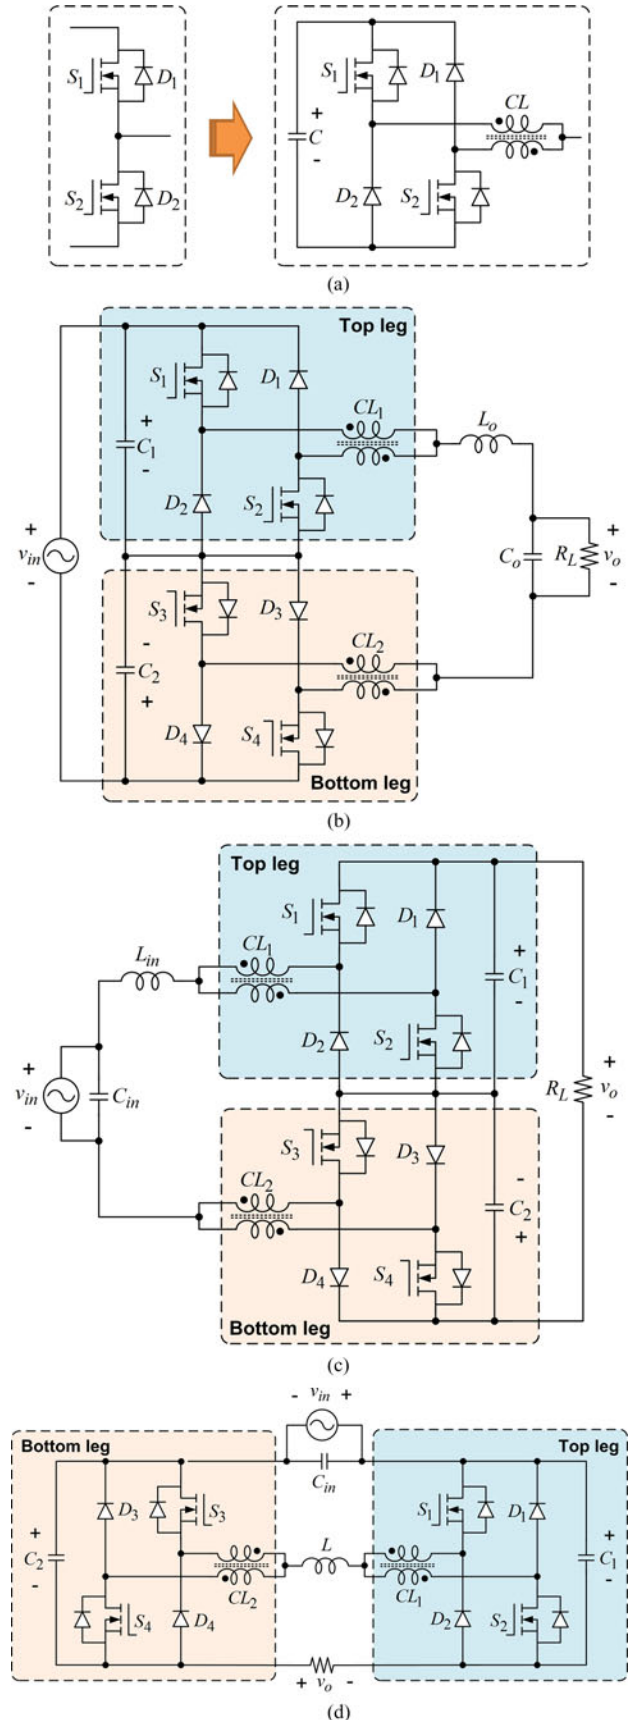 S1 D1
S2 D2
+
C
-
S1 D1
CL
D2 S2
(a)
Top leg
S1 D1
CL1
Lo
+
C1
-
D2 S2
+
vin
-
Co RL
+
vo
-
S3 D3
-
C2
+
CL2
D4 S4
Bottom leg
(b)
Top leg
S1 D1
Lin CL1
+
C1
-
D2 S2
+
vin
-
Cin
RL
+
vo
-
S3 D3
CL2
-
C2
+
D4 S4
Bottom leg
(c)
- vin +
Bottom leg Top leg
Cin
D3 S3 S1 D1
+
C2
-
L
+
C1
-
CL2 CL1
S4 D4 D2 S2
+ vo -
(d)